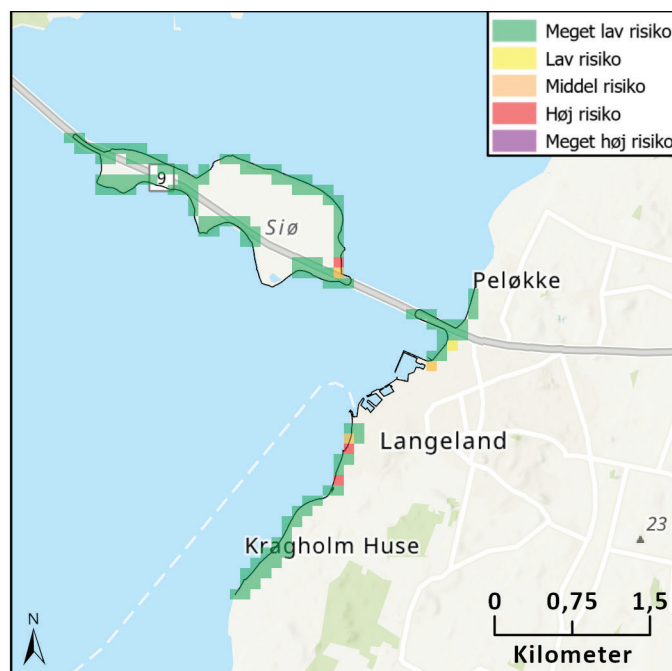 Meget lav risiko
Lav risiko
Middel risiko
Høj risiko
Meget høj risiko
9
Siø
Peløkke
Langeland
23
Kragholm Huse
N
0 0,75 1,5
Kilometer